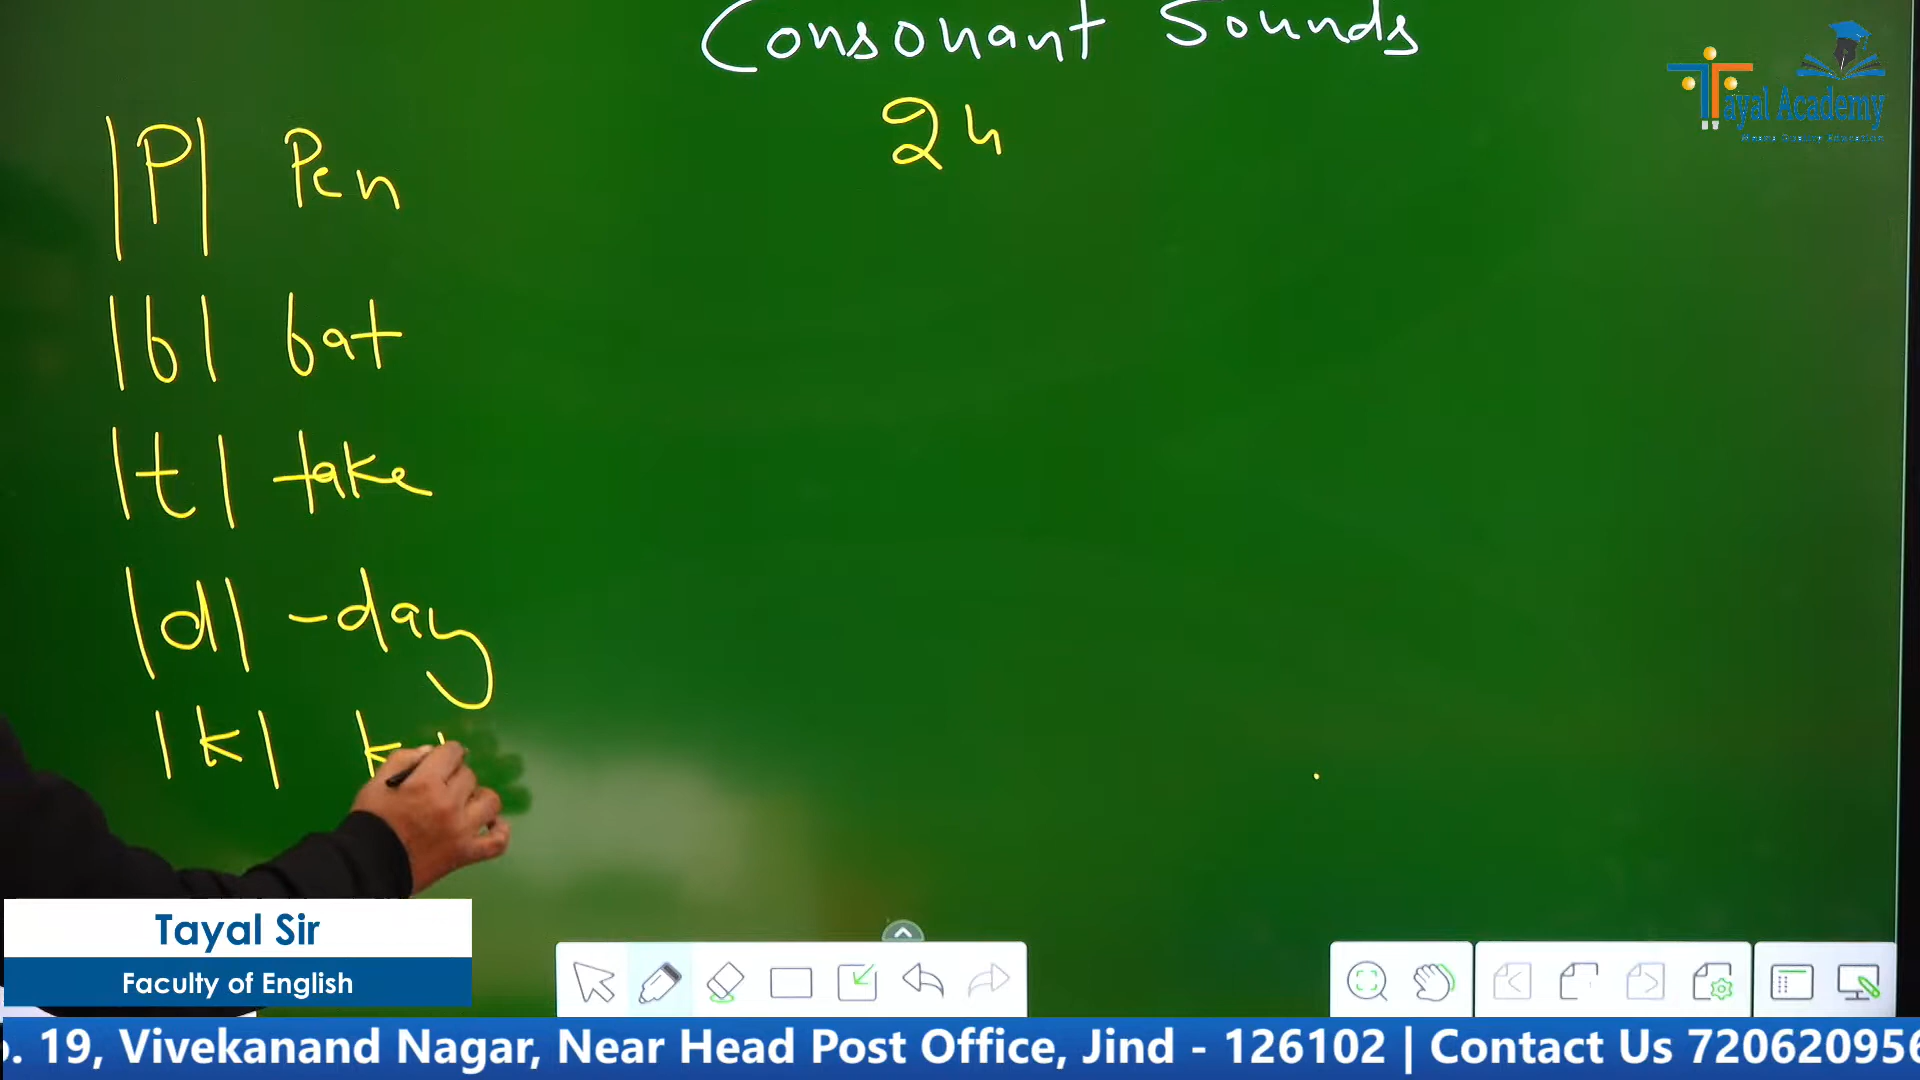 Consonant Sounds
24
|P| Pen
|b| bat
|t| take
|d| -day
|k| k
Tayal Academy
Tayal Sir
Faculty of English
. 19, Vivekanand Nagar, Near Head Post Office, Jind - 126102 | Contact Us 720620956